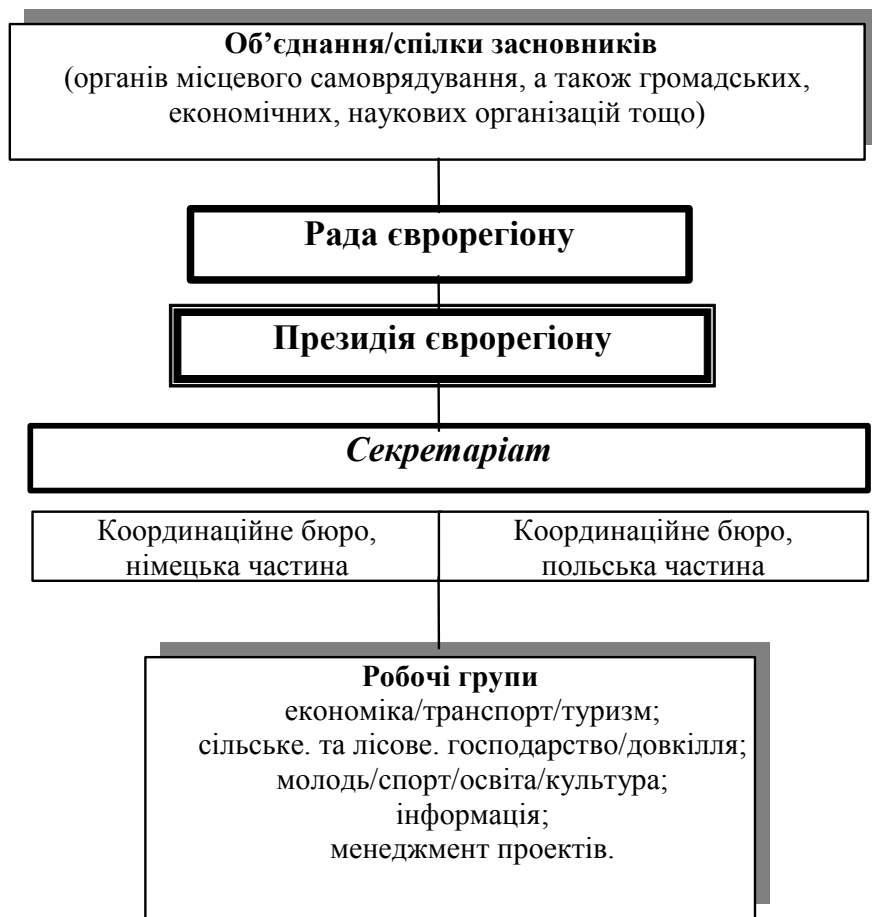 Об’єднання/спілки засновників
(органів місцевого самоврядування, а також громадських,
економічних, наукових організацій тощо)
Рада єврорегіону
Президія єврорегіону
Секретаріат
Координаційне бюро,
німецька частина
Координаційне бюро,
польська частина
Робочі групи
економіка/транспорт/туризм;
сільське. та лісове. господарство/довкілля;
молодь/спорт/освіта/культура;
інформація;
менеджмент проектів.